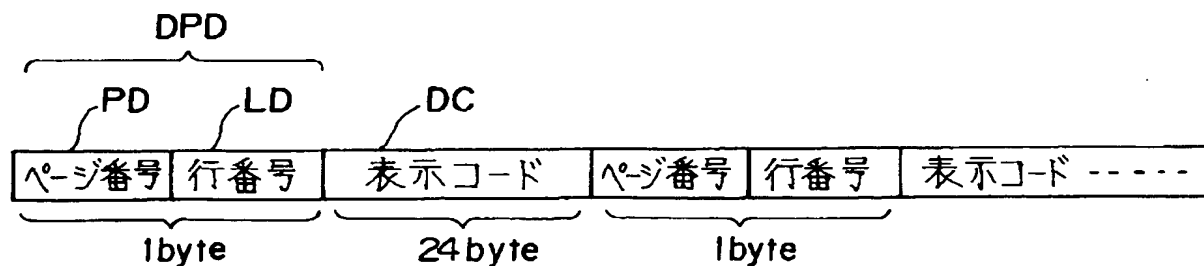 DPD
PD LD DC
ページ番号 行番号 表示コード ページ番号 行番号 表示コード -----
1byte 24byte 1byte